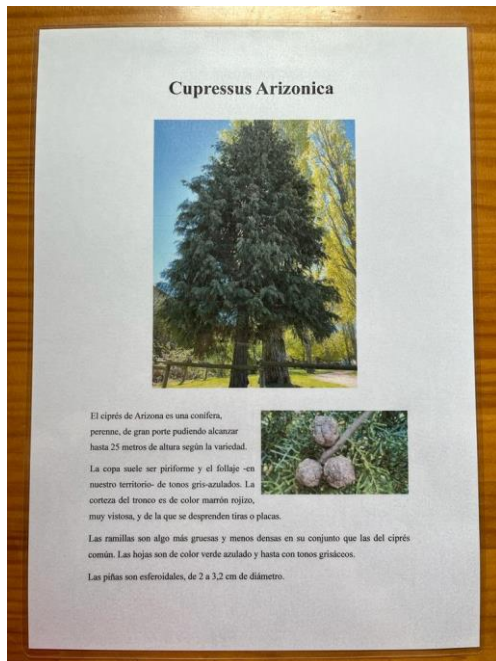 Cupressus Arizonica
El ciprés de Arizona es una conífera,
perenne, de gran porte pudiendo alcanzar
hasta 25 metros de altura según la variedad.
La copa suele ser piriforme y el follaje -en
nuestro territorio- de tonos gris-azulados. La
corteza del tronco es de color marrón rojizo,
muy vistosa, y de la que se desprenden tiras o placas.
Las ramillas son algo más gruesas y menos densas en su conjunto que las del ciprés
común. Las hojas son de color verde azulado y hasta con tonos grisáceos.
Las piñas son esferoidales, de 2 a 3,2 cm de diámetro.